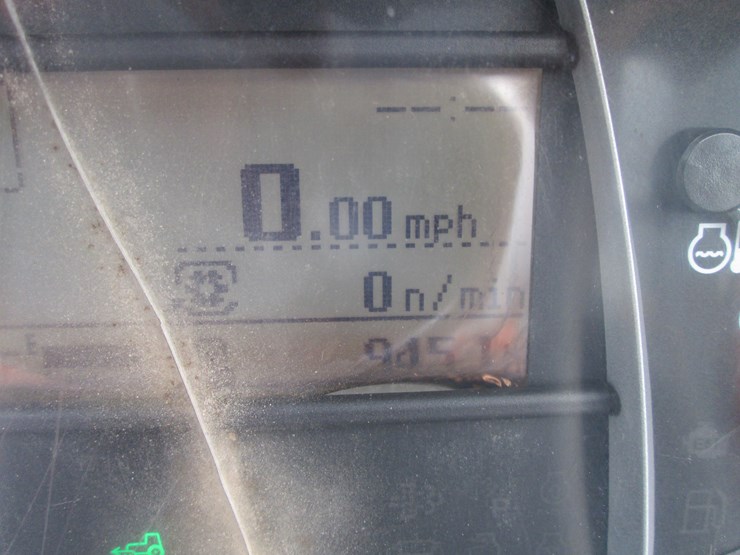 --:--
0.00 mph
0 n/min